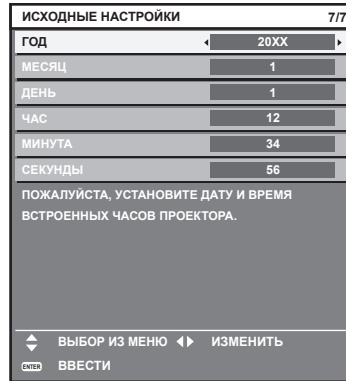 ИСХОДНЫЕ НАСТРОЙКИ 7/7
ГОД 20XX
МЕСЯЦ 1
ДЕНЬ 1
ЧАС 12
МИНУТА 34
СЕКУНДЫ 56
ПОЖАЛУЙСТА, УСТАНОВИТЕ ДАТУ И ВРЕМЯ
ВСТРОЕННЫХ ЧАСОВ ПРОЕКТОРА.
ВЫБОР ИЗ МЕНЮ ИЗМЕНИТЬ
ENTER ВВЕСТИ